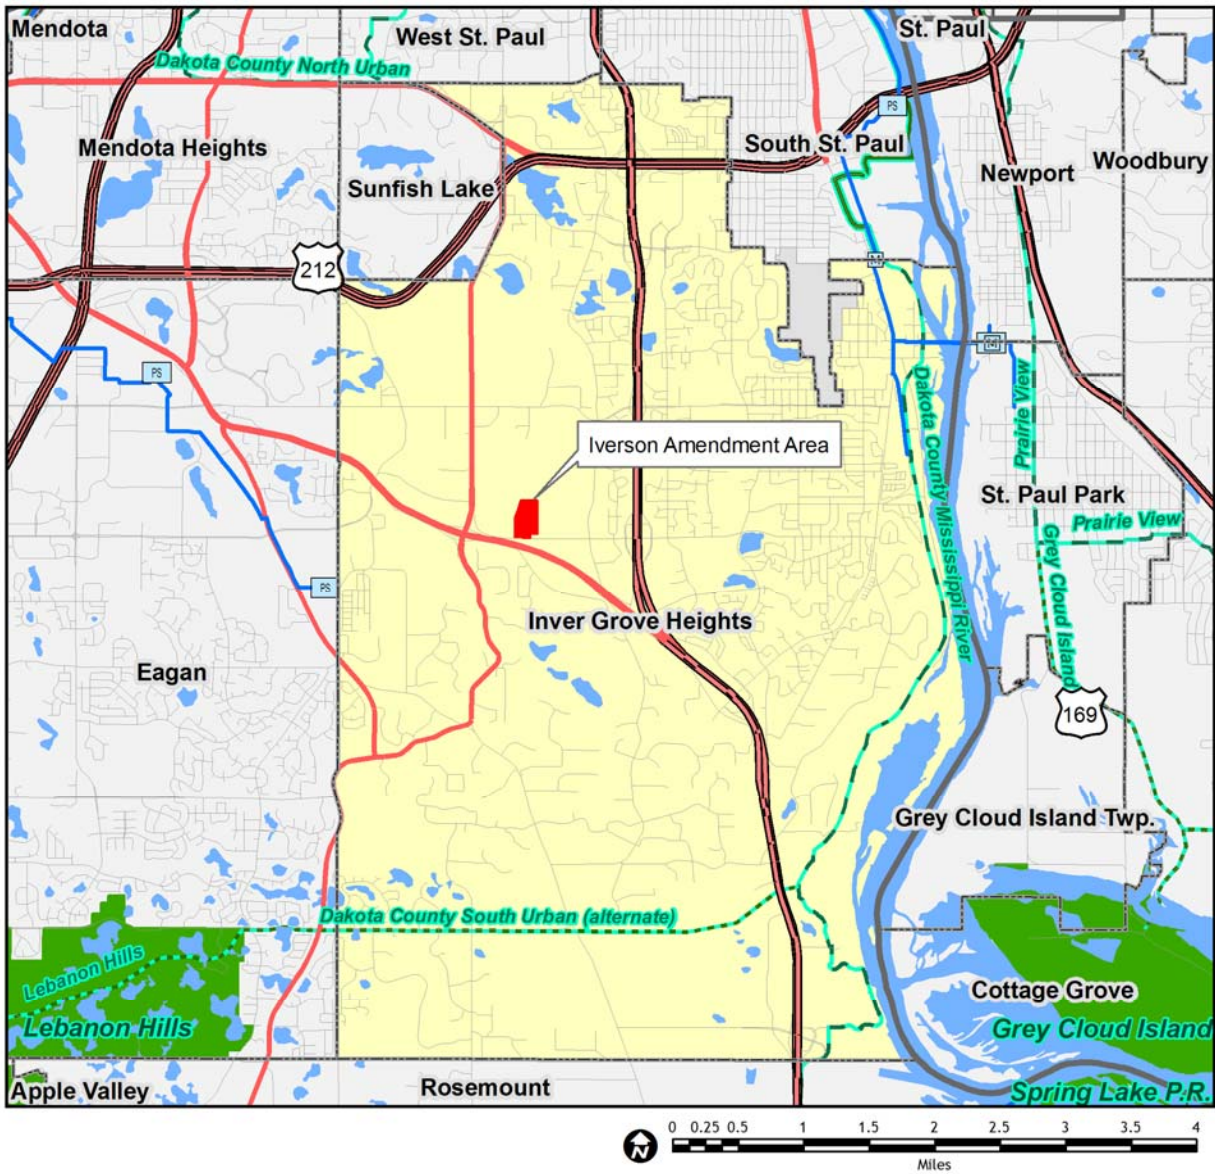 Mendota
West St. Paul
St. Paul
Dakota County North Urban
PS
Mendota Heights
South St. Paul
Newport
Woodbury
Sunfish Lake
212
M
M
PS
Prairie View
Dakota County Mississippi River
Iverson Amendment Area
St. Paul Park
Prairie View
Grey Cloud Island
PS
Inver Grove Heights
Eagan
169
Grey Cloud Island Twp.
Dakota County South Urban (alternate)
Lebanon Hills
Cottage Grove
Lebanon Hills
Grey Cloud Island
Apple Valley
Rosemount
Spring Lake P.R.
N
0 0.25 0.5 1 1.5 2 2.5 3 3.5 4
Miles